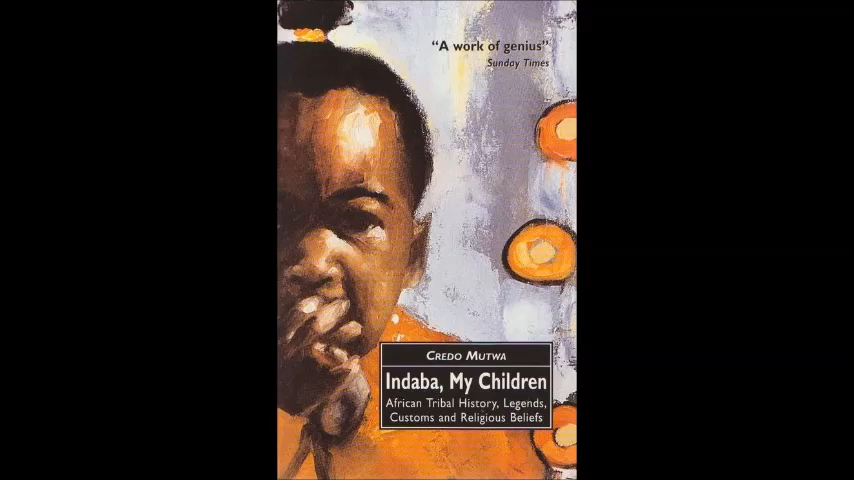 "A work of genius"
Sunday Times
CREDO MUTWA
Indaba, My Children
African Tribal History, Legends,
Customs and Religious Beliefs